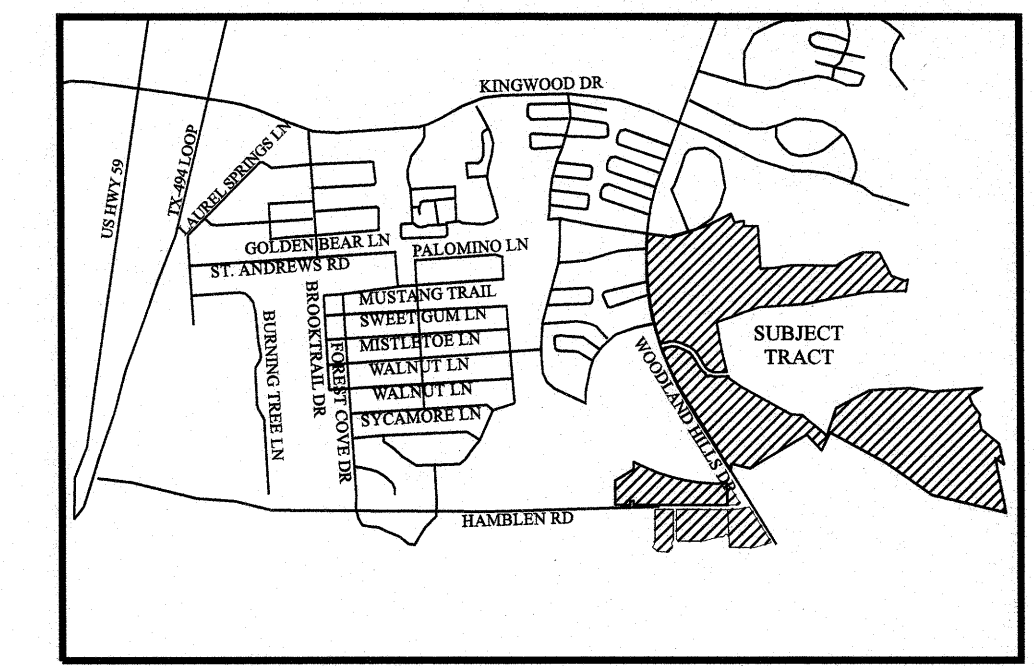 KINGWOOD DR
US HWY 59
TX-494 LOOP
LAUREL SPRINGS LN
GOLDEN BEAR LN
PALOMINO LN
ST. ANDREWS RD
MUSTANG TRAIL
SWEET GUM LN
MISTLETOE LN
WALNUT LN
WALNUT LN
SYCAMORE LN
BURNING TREE LN
BROOKTRAIL DR
FOREST COVE DR
WOODLAND HILLS DR
SUBJECT
TRACT
HAMBLEN RD